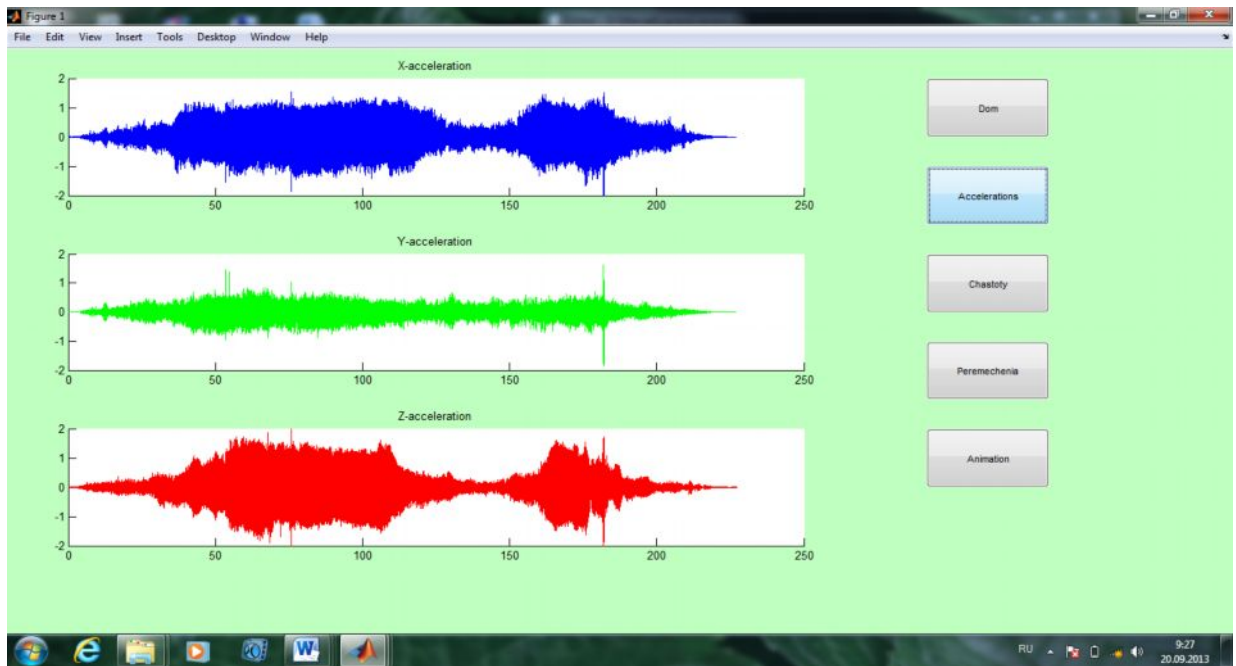 Figure 1
File Edit View Insert Tools Desktop Window Help
X-acceleration
2
1
0
-1
-2
0 50 100 150 200 250
Y-acceleration
2
1
0
-1
-2
0 50 100 150 200 250
Z-acceleration
2
1
0
-1
-2
0 50 100 150 200 250
Dom
Accelerations
Chastoty
Peremechenia
Animation
RU
9:27
20.09.2013